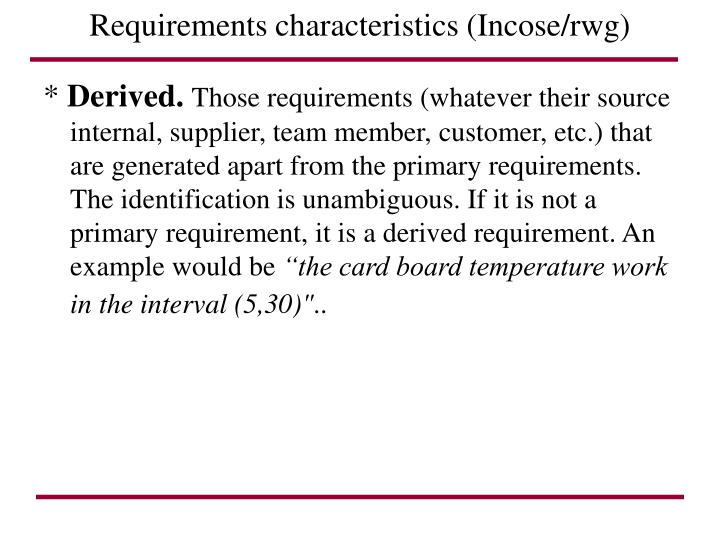 Requirements characteristics (Incose/rwg)
* Derived. Those requirements (whatever their source
internal, supplier, team member, customer, etc.) that
are generated apart from the primary requirements.
The identification is unambiguous. If it is not a
primary requirement, it is a derived requirement. An
example would be “the card board temperature work
in the interval (5,30)"..